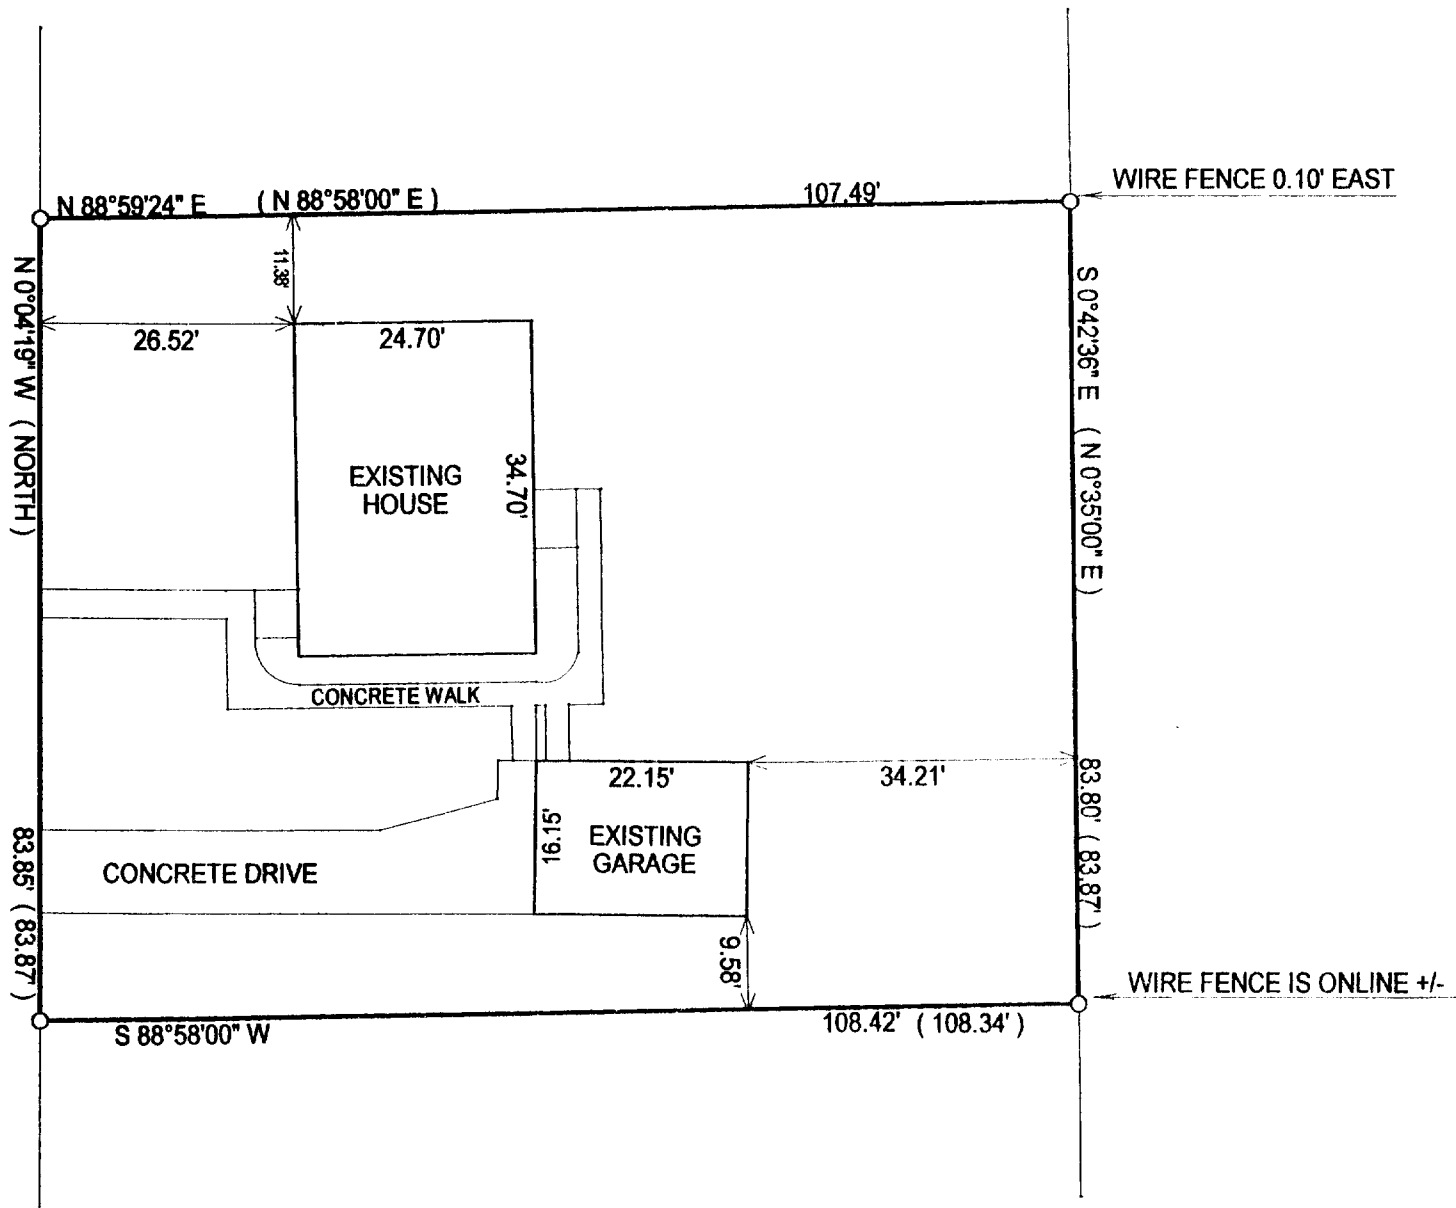 WIRE FENCE 0.10' EAST
N 88°59'24" E ( N 88°58'00" E ) 107.49'
11.38'
26.52'
24.70'
N 0°04'19" W ( NORTH )
S 0°42'36" E ( N 0°35'00" E )
EXISTING
HOUSE
34.70'
CONCRETE WALK
22.15'
34.21'
16.15'
EXISTING
GARAGE
CONCRETE DRIVE
83.85' ( 83.87' )
83.80' ( 83.87' )
9.58'
WIRE FENCE IS ONLINE +/-
S 88°58'00" W
108.42' ( 108.34' )